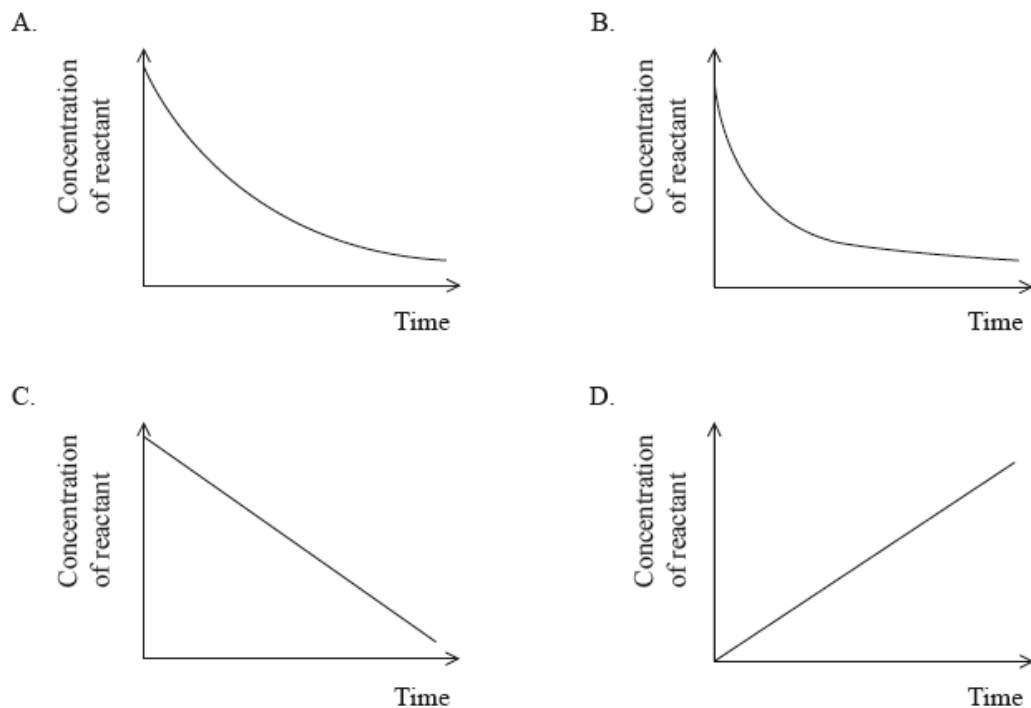 A.
Concentration
of reactant
Time
B.
Concentration
of reactant
Time
C.
Concentration
of reactant
Time
D.
Concentration
of reactant
Time